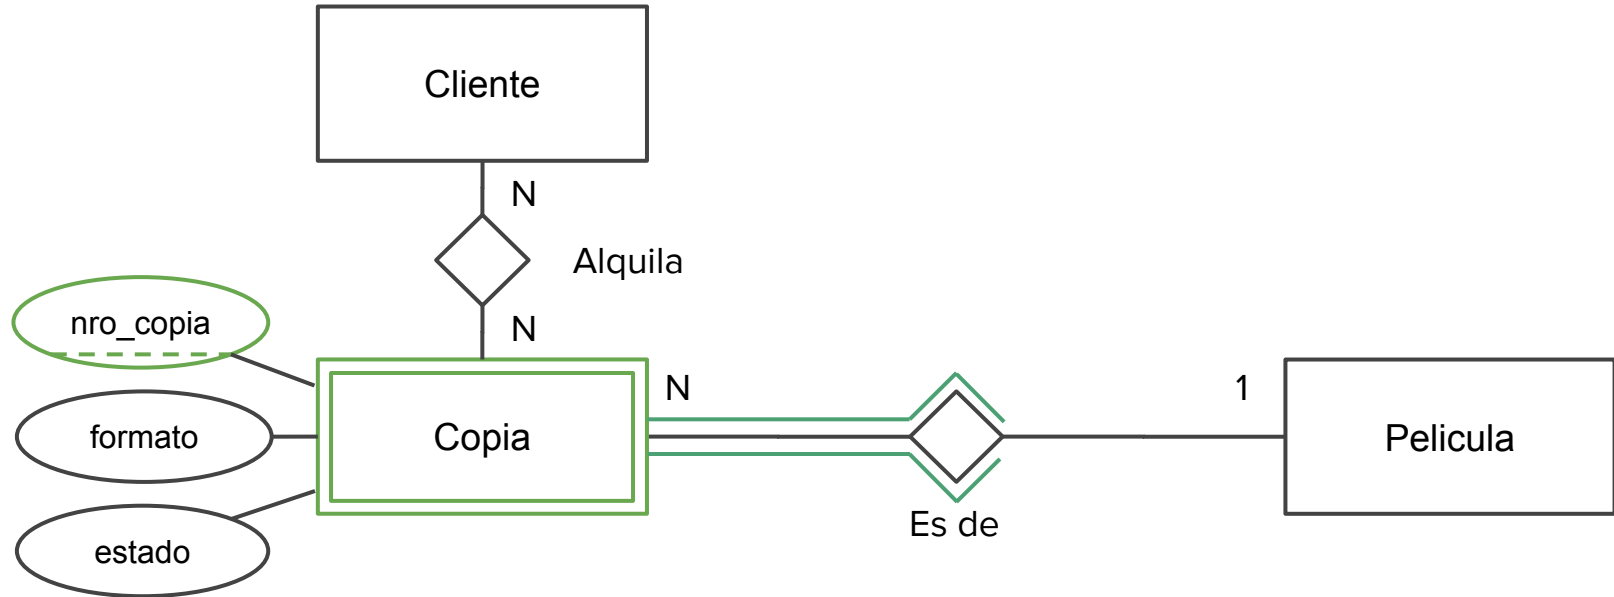 Cliente
N
Alquila
N
nro_copia
formato
estado
Copia
N
Es de
1
Pelicula